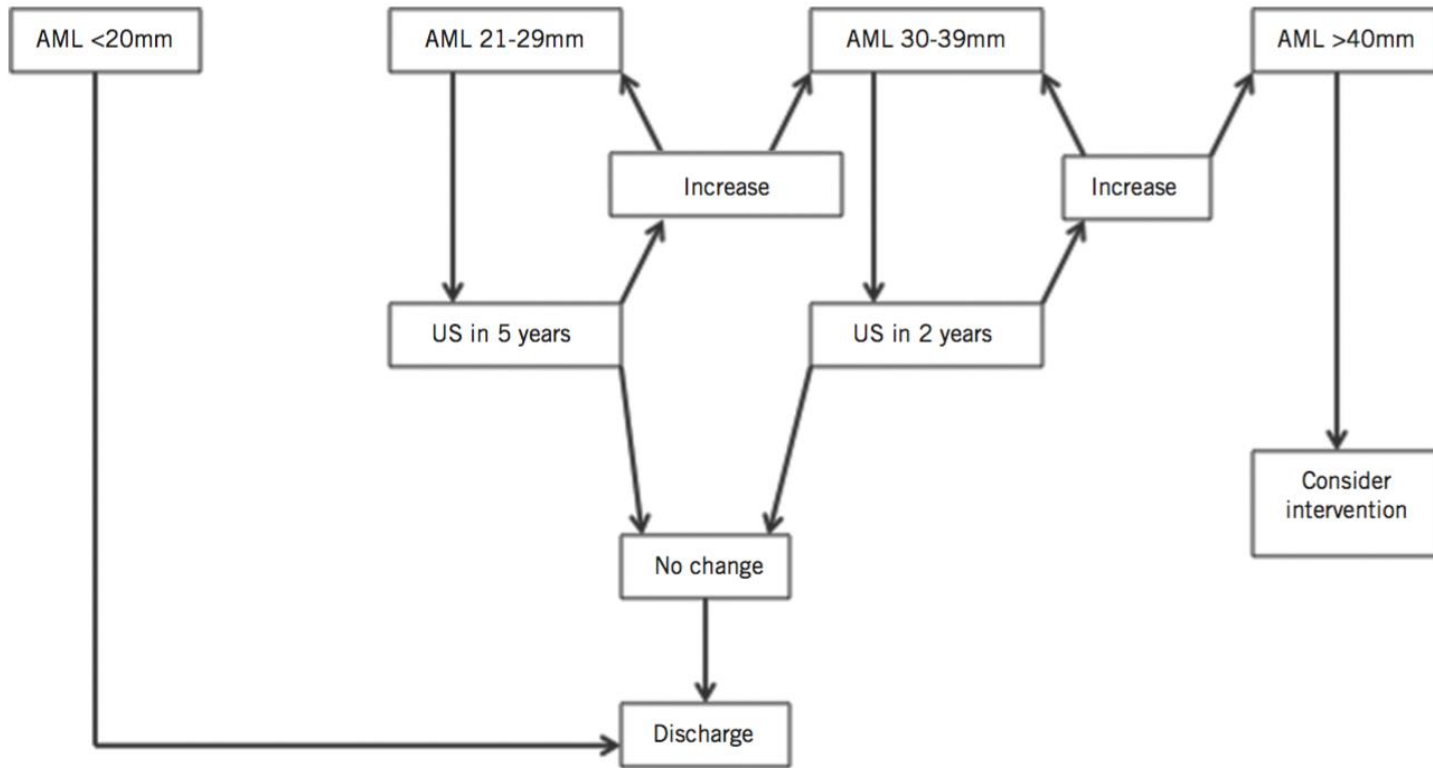 AML <20mm
AML 21-29mm
AML 30-39mm
AML >40mm
Increase
Increase
US in 5 years
US in 2 years
Consider
intervention
No change
Discharge